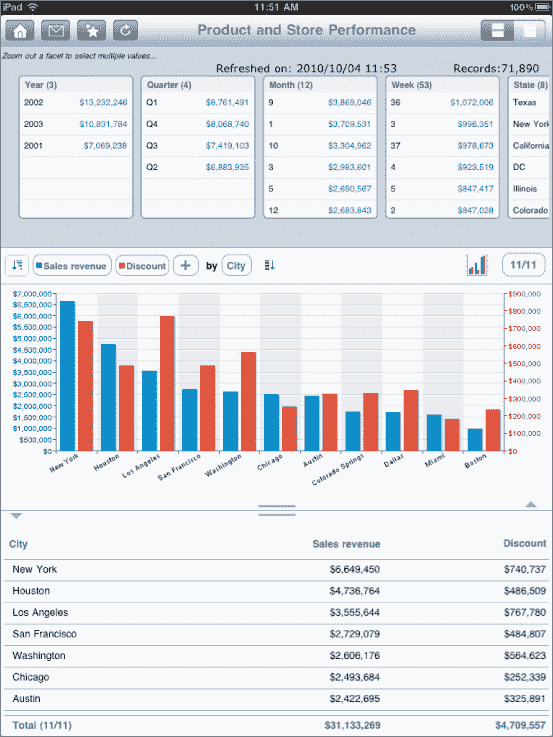 iPad 11:51 AM 100%
Product and Store Performance
Zoom out a facet to select multiple values...
Refreshed on: 2010/10/04 11:53 Records:71,890
Year (3) Quarter (4) Month (12) Week (53) State (8)
2002 $13,232,246 Q1 $8,761,491 9 $3,869,046 36 $1,072,006 Texas
2003 $10,831,784 Q4 $8,068,740 1 $3,709,531 3 $996,351 New York
2001 $7,069,238 Q3 $7,419,103 10 $3,304,962 37 $978,673 California
Q2 $6,883,935 3 $2,983,601 4 $923,519 DC
5 $2,690,567 5 $847,417 Illinois
12 $2,683,843 2 $847,028 Colorado
Sales revenue Discount + by City 11/11
$7,000,000 $900,000
$6,500,000
$6,000,000 $800,000
$5,500,000 $700,000
$5,000,000
$4,500,000 $600,000
$4,000,000 $500,000
$3,500,000
$3,000,000 $400,000
$2,500,000 $300,000
$2,000,000
$1,500,000 $200,000
$1,000,000 $100,000
$500,000
$0 $0
New York Houston Los Angeles San Francisco Washington Chicago Austin Colorado Springs Dallas Miami Boston
City Sales revenue Discount
New York $6,649,450 $740,737
Houston $4,736,764 $486,509
Los Angeles $3,555,644 $767,780
San Francisco $2,729,079 $484,807
Washington $2,606,176 $564,623
Chicago $2,493,684 $252,339
Austin $2,422,695 $325,891
Total (11/11) $31,133,269 $4,709,557